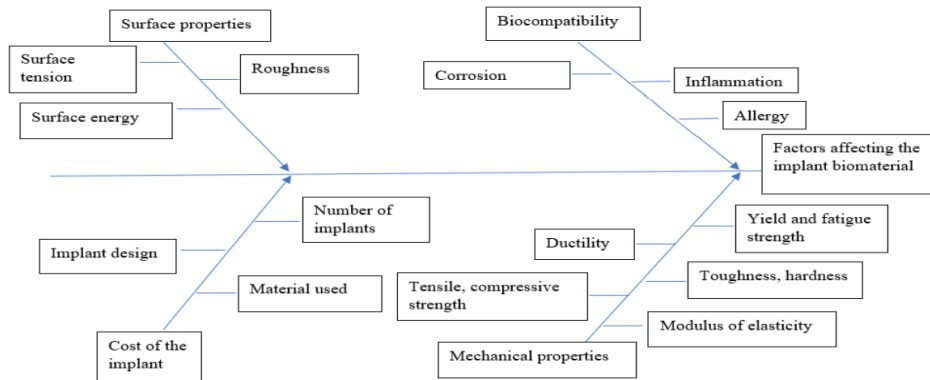 Surface properties
Surface
tension
Roughness
Surface energy
Biocompatibility
Corrosion
Inflammation
Allergy
Factors affecting the
implant biomaterial
Number of
implants
Implant design
Material used
Cost of the
implant
Yield and fatigue
strength
Ductility
Toughness, hardness
Tensile, compressive
strength
Modulus of elasticity
Mechanical properties